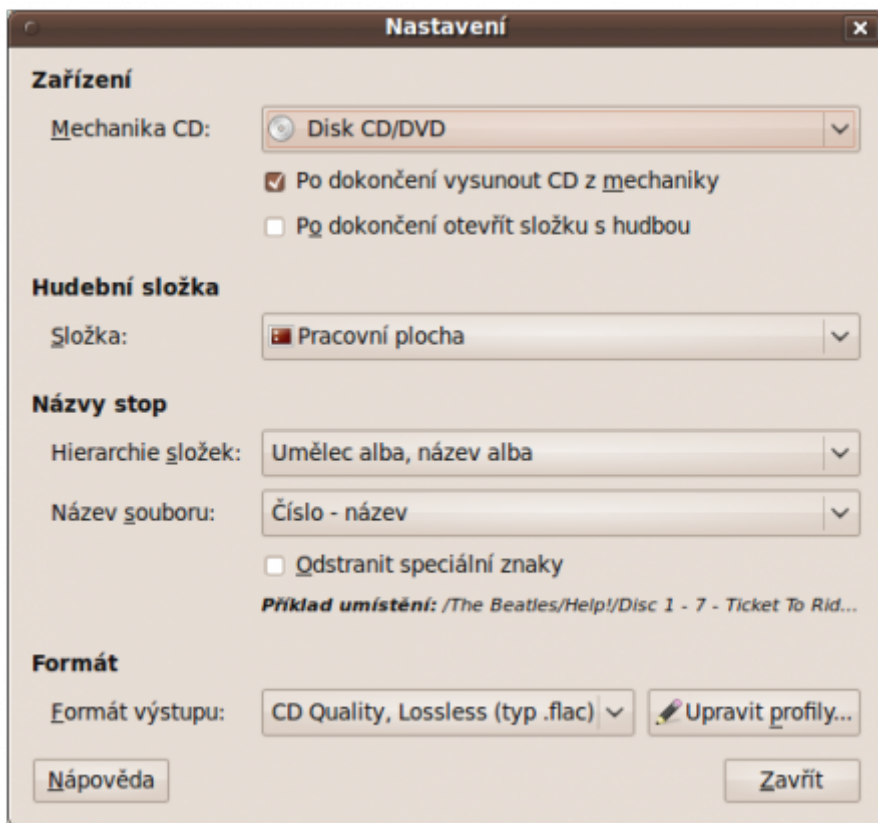 Nastavení
Zařízení
Mechanika CD: Disk CD/DVD
Po dokončení vysunout CD z mechaniky
Po dokončení otevřít složku s hudbou
Hudební složka
Složka: Pracovní plocha
Názvy stop
Hierarchie složek: Umělec alba, název alba
Název souboru: Číslo - název
Odstranit speciální znaky
Příklad umístění: /The Beatles/Help!/Disc 1 - 7 - Ticket To Rid...
Formát
Formát výstupu: CD Quality, Lossless (typ .flac) Upravit profily...
Nápověda Zavřít